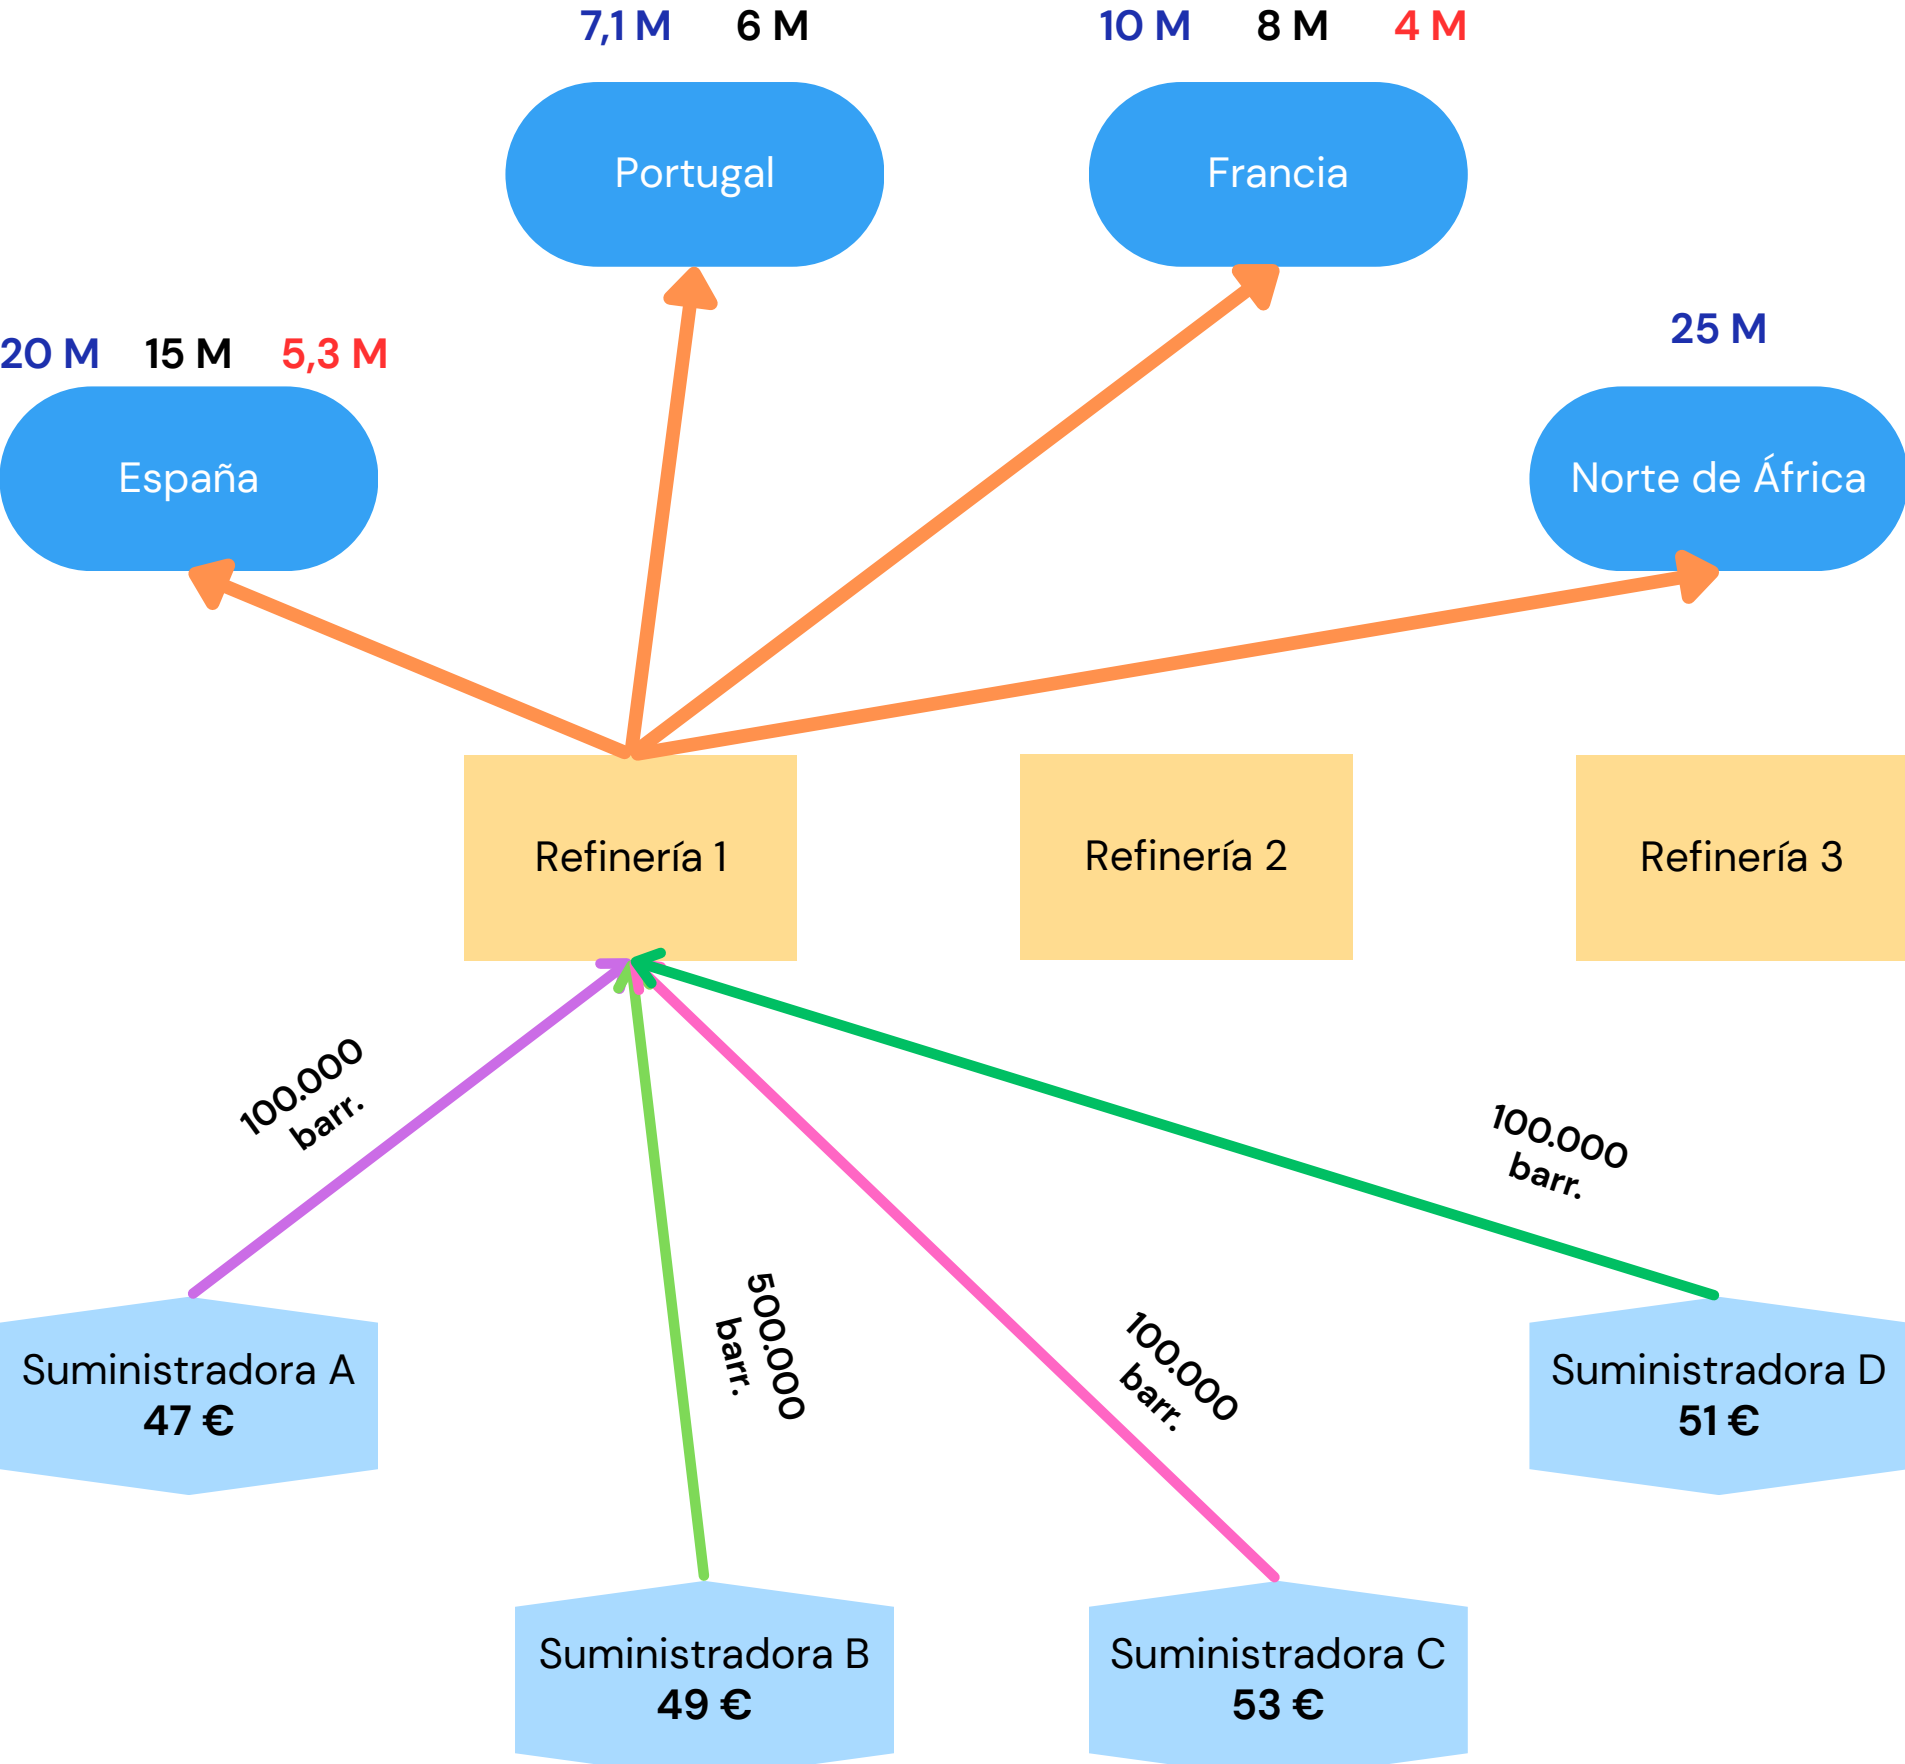 7,1 M 6 M 10 M 8 M 4 M
Portugal
Francia
20 M 15 M 5,3 M
25 M
España
Norte de África
Refinería 1
Refinería 2
Refinería 3
100.000
barr.
100.000
barr.
500.000
barr.
100.000
barr.
Suministradora A
47 €
Suministradora D
51 €
Suministradora B
49 €
Suministradora C
53 €